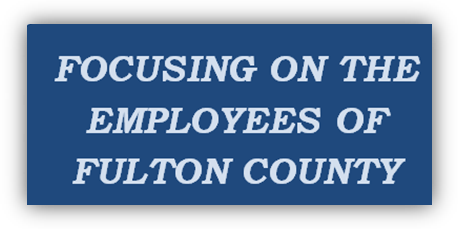 FOCUSING ON THE
EMPLOYEES OF
FULTON COUNTY